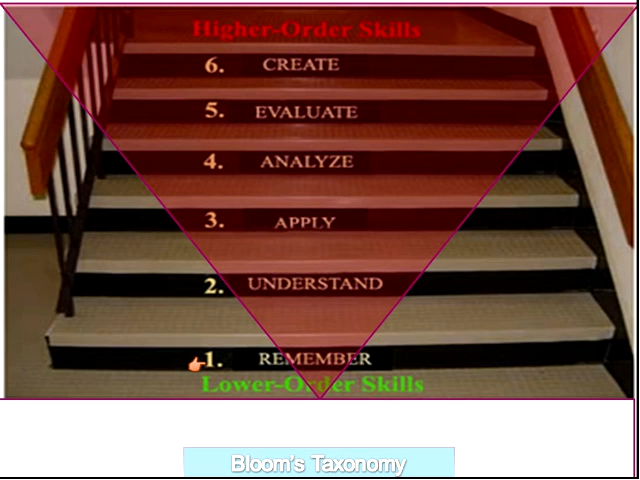 Higher-Order Skills
6. CREATE
5. EVALUATE
4. ANALYZE
3. APPLY
2. UNDERSTAND
1. REMEMBER
Lower-Order Skills
Bloom's Taxonomy